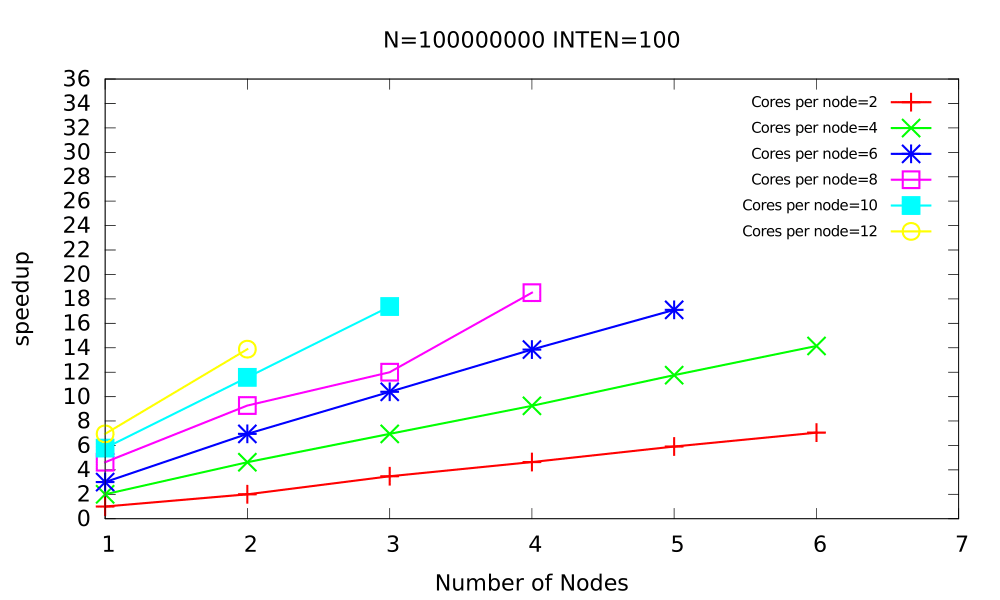 N=100000000 INTEN=100
36
34
32
30
28
26
24
22
20
18
16
14
12
10
8
6
4
2
0
speedup
Cores per node=2
Cores per node=4
Cores per node=6
Cores per node=8
Cores per node=10
Cores per node=12
1 2 3 4 5 6 7
Number of Nodes